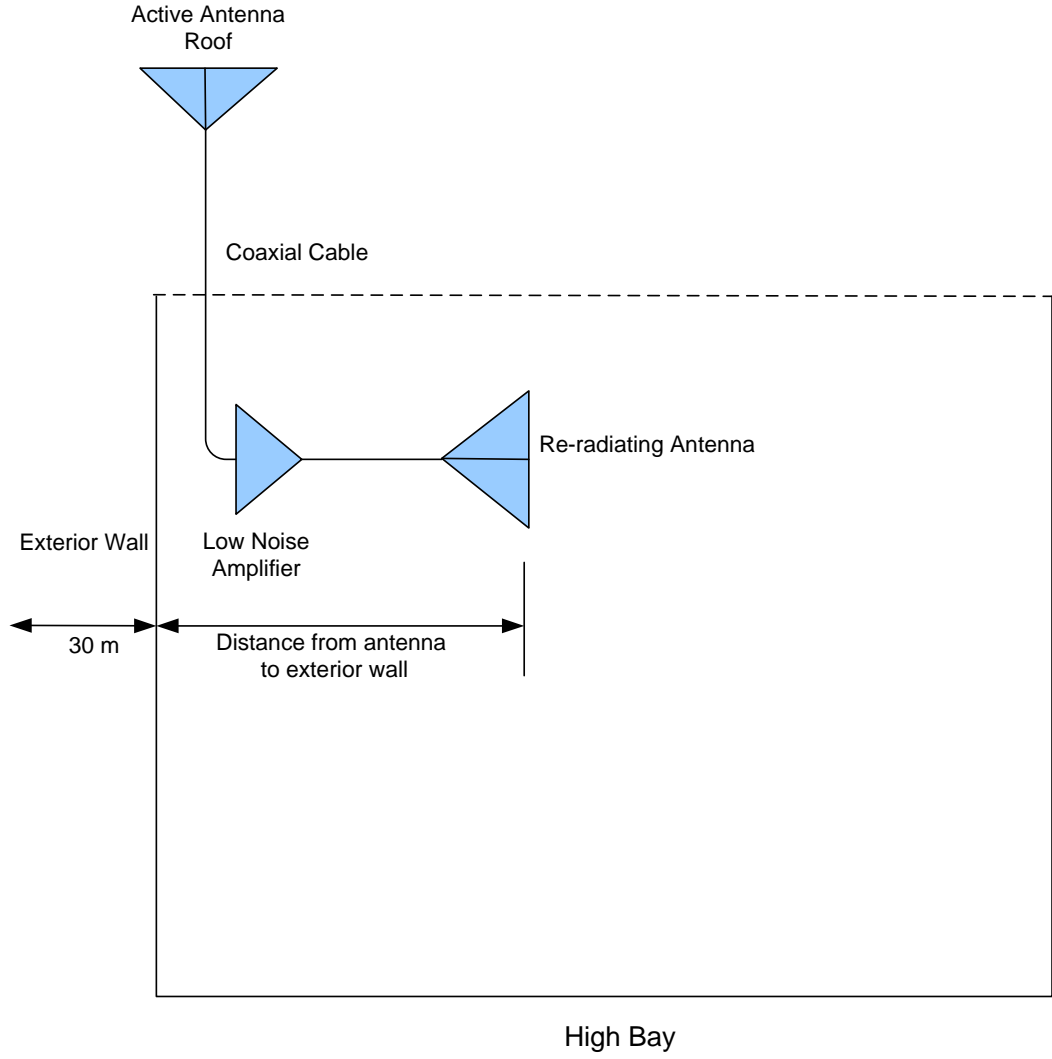 Active Antenna
Roof
Coaxial Cable
Re-radiating Antenna
Exterior Wall
Low Noise
Amplifier
30 m
Distance from antenna
to exterior wall
High Bay